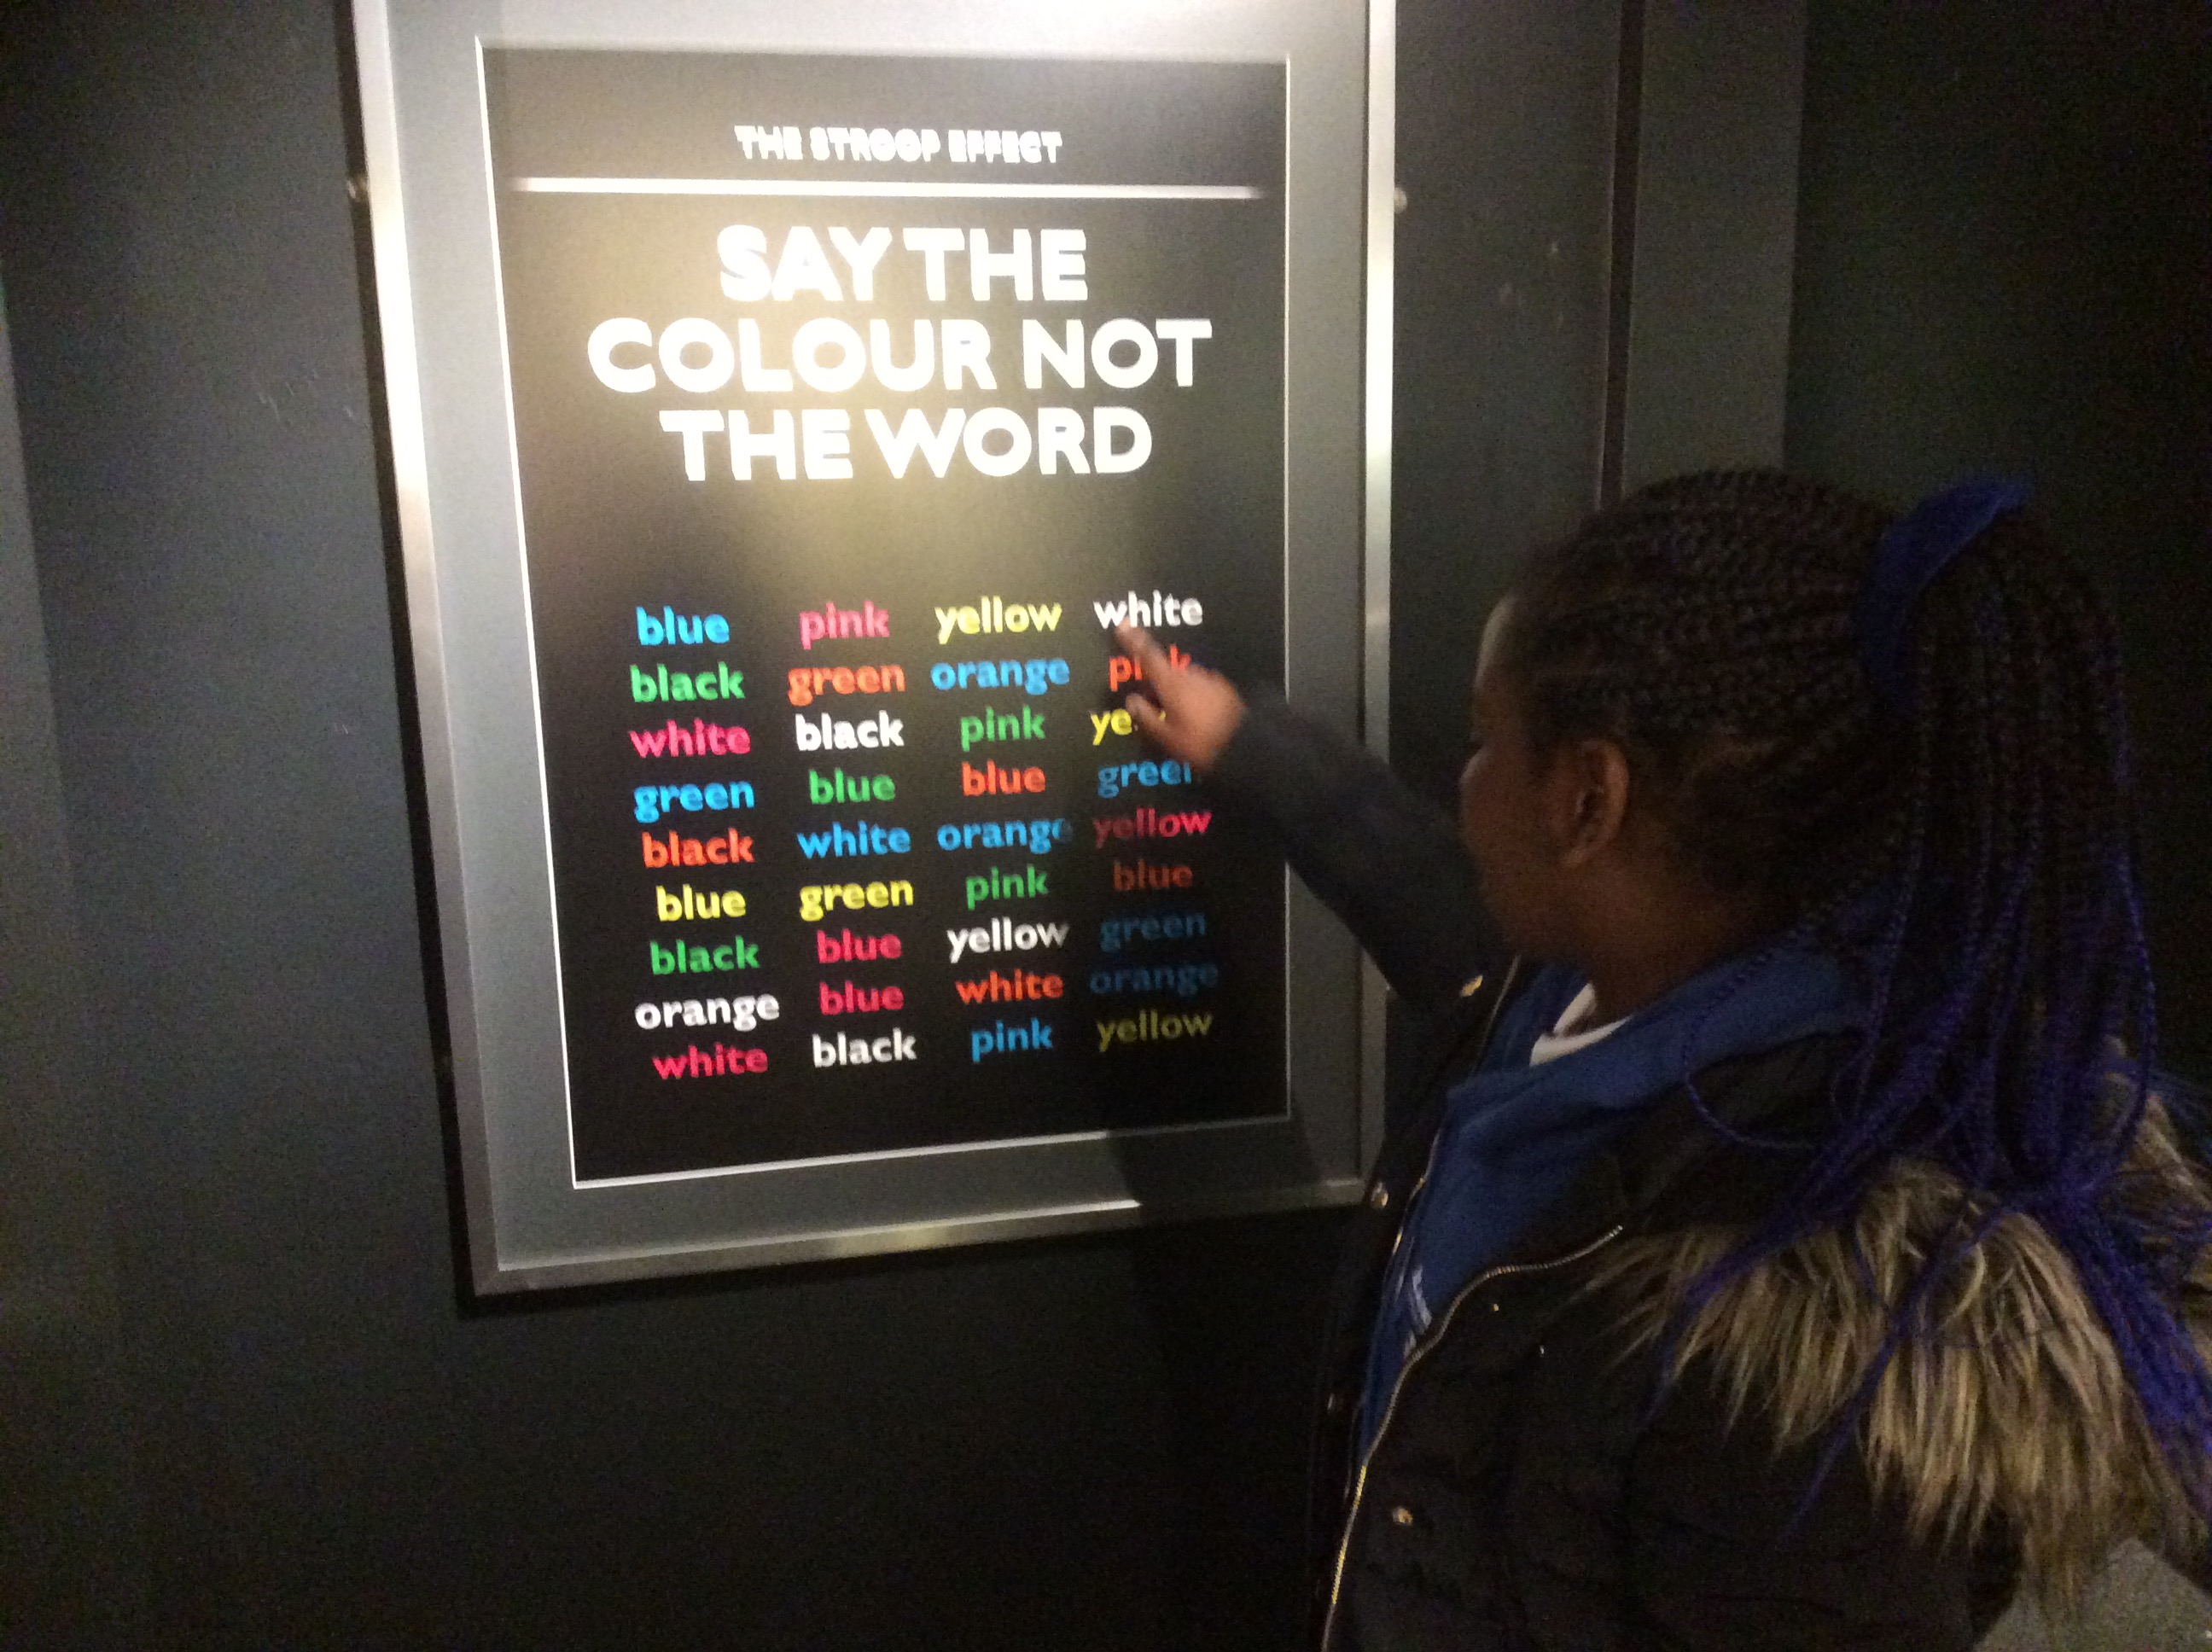 THE STROOP EFFECT
SAY THE
COLOUR NOT
THE WORD
blue pink yellow white
black green orange pink
white black pink
green blue blue green
black white orange yellow
blue green pink blue
black blue yellow green
orange blue white orange
white black pink yellow